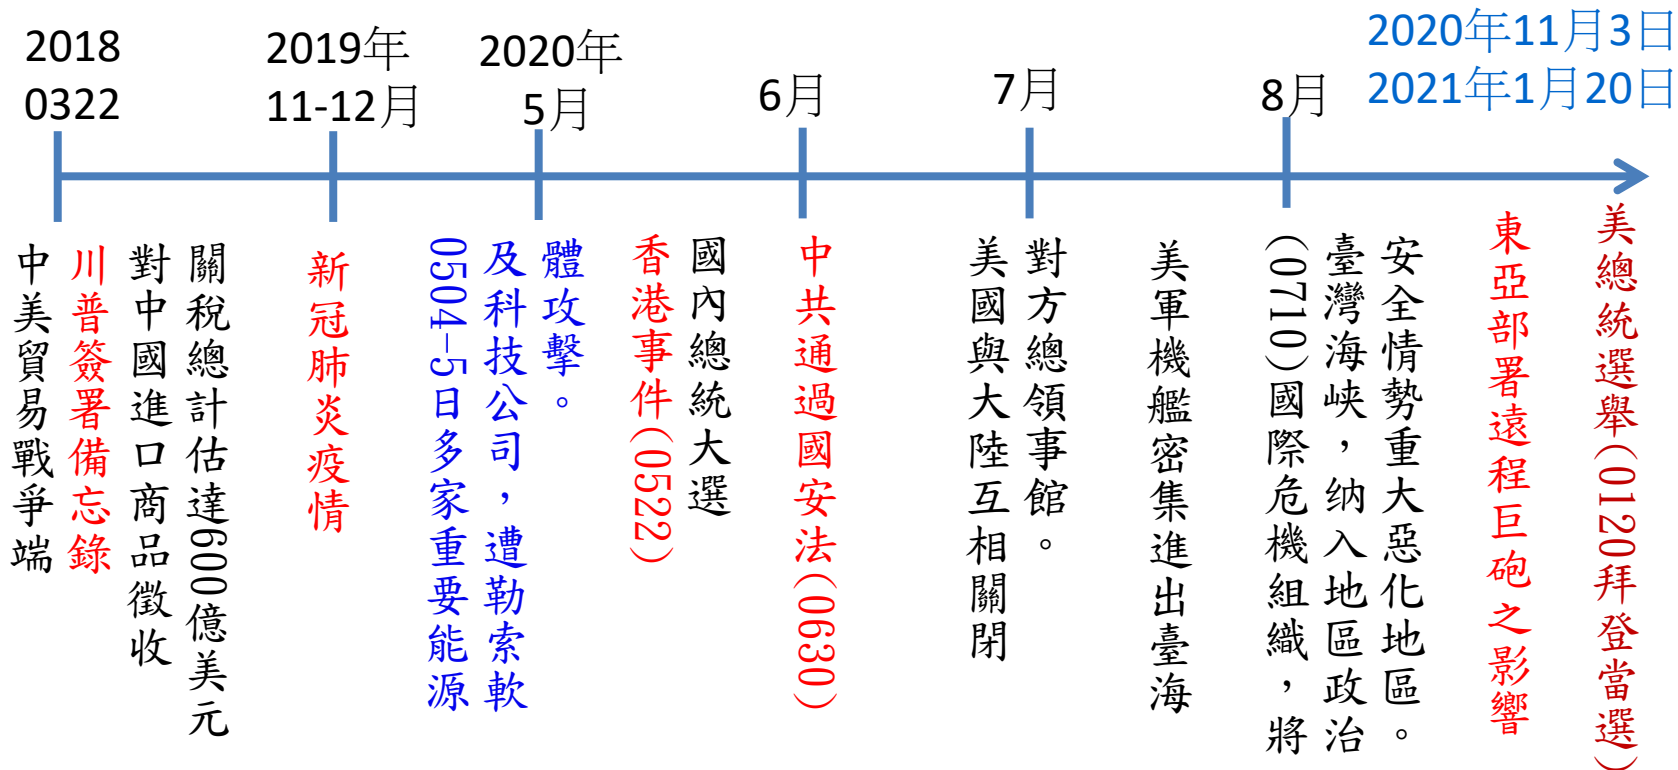 2018
0322
2019年
11-12月
2020年
5月
6月
7月
8月
2020年11月3日
2021年1月20日
中美貿易戰爭端
川普簽署備忘錄
對中國進口商品徵收
關稅總計估達600億美元
新冠肺炎疫情
0504-5日多家重要能源
及科技公司，遭勒索軟
體攻擊。
香港事件(0522)
國內總統大選
中共通過國安法(0630)
美國與大陸互相關閉
對方總領事館。
美軍機艦密集進出臺海
(0710)國際危機組織，將
臺灣海峽，纳入地區政治
安全情勢重大惡化地區。
東亞部署遠程巨砲之影響
美總統選舉(0120拜登當選)